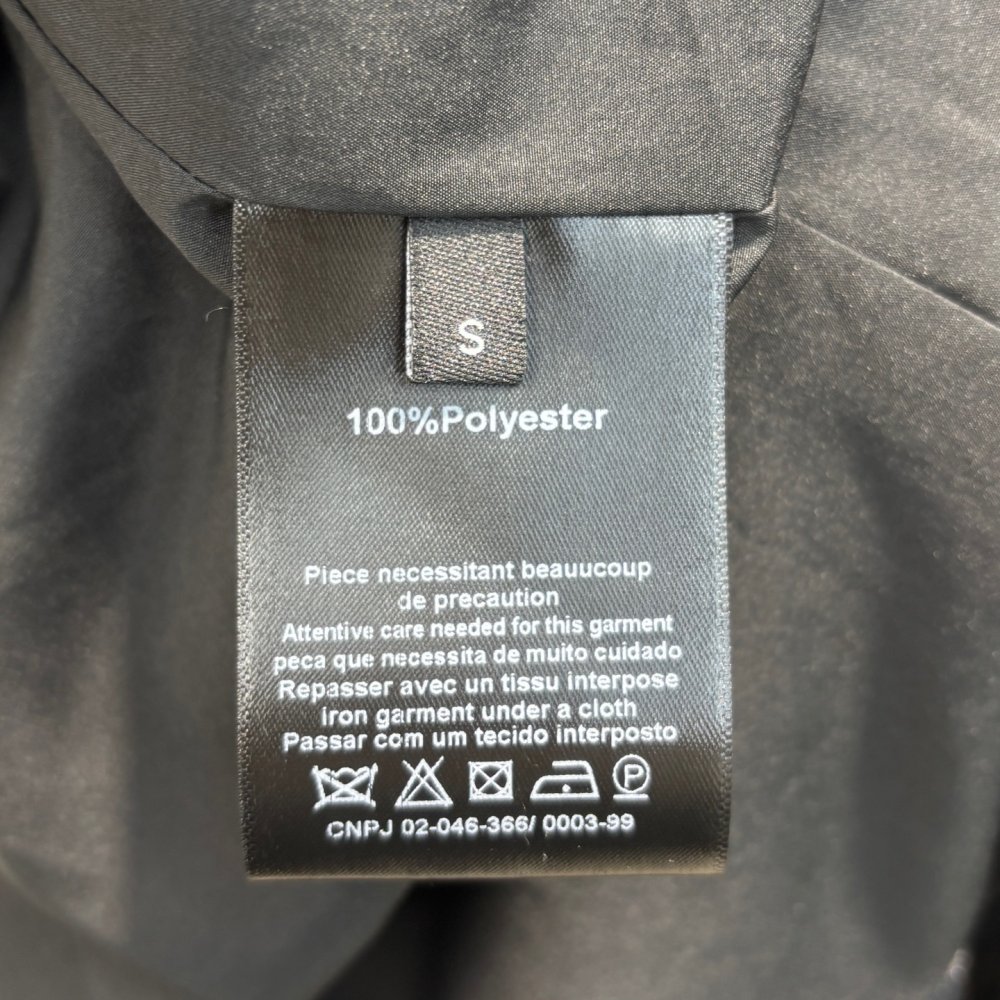 S
100%Polyester
Piece necessitant beauucoup
de precaution
Attentive care needed for this garment
peca que necessita de muito cuidado
Repasser avec un tissu interpose
iron garment under a cloth
Passar com um tecido interposto
P
CNPJ 02-046-366/ 0003-99